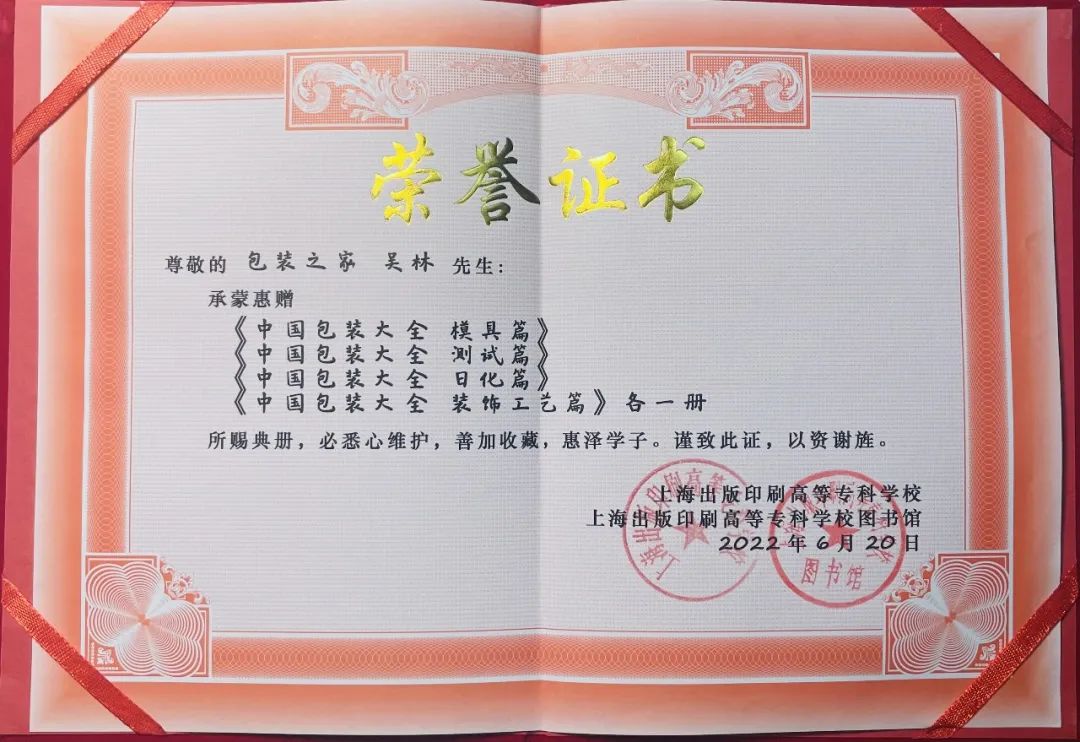 荣誉证书
尊敬的 包装之家 吴林 先生：
承蒙惠赠
《中国包装大全 模具篇》
《中国包装大全 测试篇》
《中国包装大全 日化篇》
《中国包装大全 装饰工艺篇》各一册
所赐典册，必悉心维护，善加收藏，惠泽学子。谨致此证，以资谢旌。
上海出版印刷高等专科学校
上海出版印刷高等专科学校图书馆
2022年6月20日
图书馆